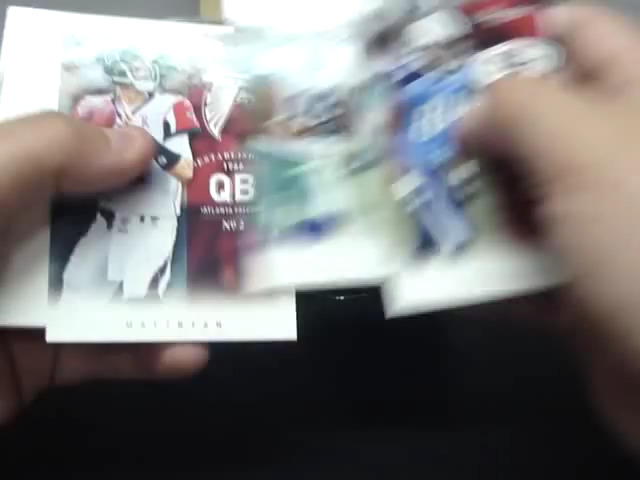 ESTABLISHED
1966
QB
ATLANTA FALCONS
No 2
MATT RYAN